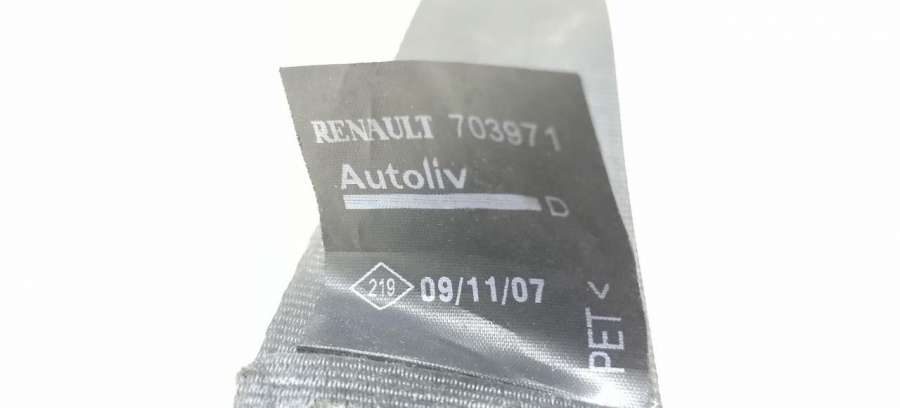 RENAULT 703971
Autoliv
D
219 09/11/07
PET<